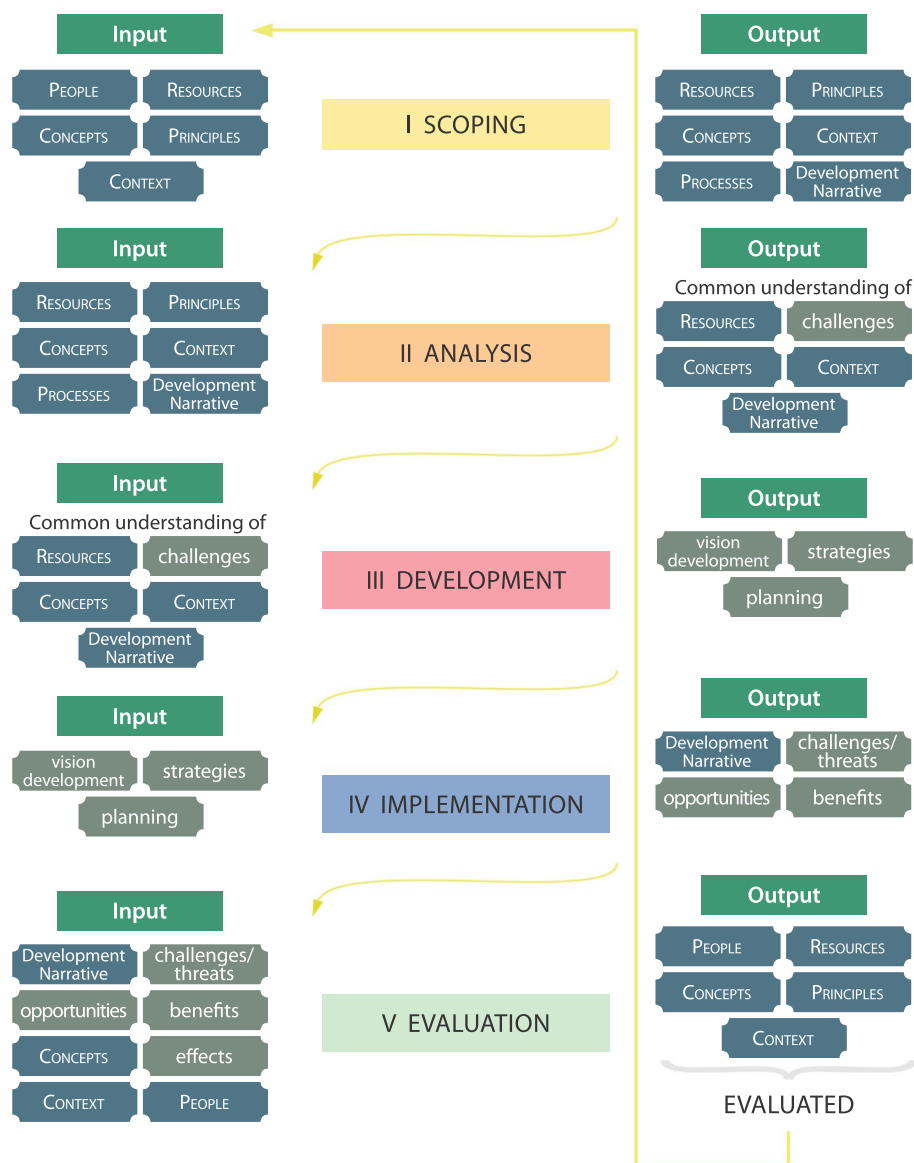 Input
PEOPLE RESOURCES
CONCEPTS PRINCIPLES
CONTEXT
I SCOPING
Output
RESOURCES PRINCIPLES
CONCEPTS CONTEXT
PROCESSES Development
Narrative
Input
RESOURCES PRINCIPLES
CONCEPTS CONTEXT
PROCESSES Development
Narrative
II ANALYSIS
Output
Common understanding of
RESOURCES challenges
CONCEPTS CONTEXT
Development
Narrative
Input
Common understanding of
RESOURCES challenges
CONCEPTS CONTEXT
Development
Narrative
III DEVELOPMENT
Output
vision
development strategies
planning
Input
vision
development strategies
planning
IV IMPLEMENTATION
Output
Development
Narrative challenges/
threats
opportunities benefits
Input
Development
Narrative challenges/
threats
opportunities benefits
CONCEPTS effects
CONTEXT PEOPLE
V EVALUATION
Output
PEOPLE RESOURCES
CONCEPTS PRINCIPLES
CONTEXT
EVALUATED